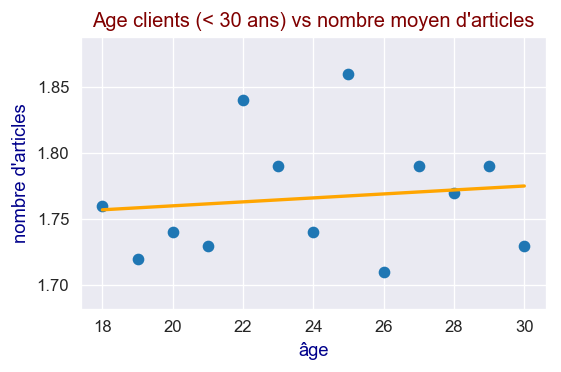 Age clients (< 30 ans) vs nombre moyen d'articles
1.85
1.80
1.75
1.70
nombre d'articles
18 20 22 24 26 28 30
âge